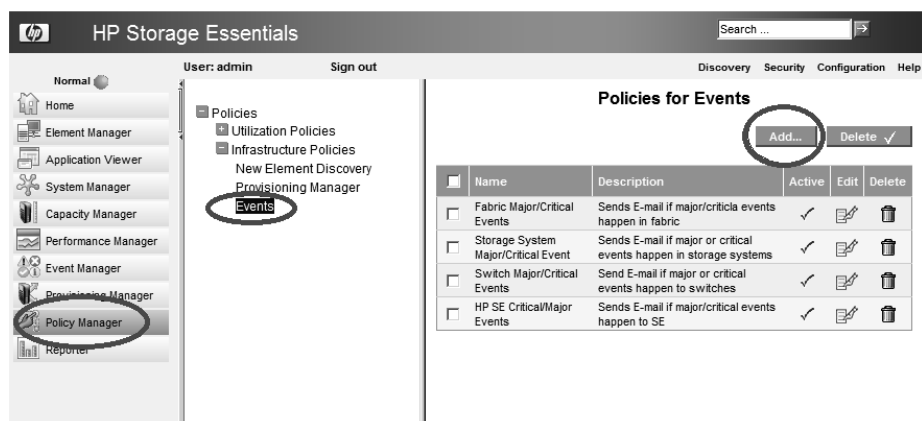 hp
HP Storage Essentials
Search ...
User: admin
Sign out
Discovery
Security
Configuration
Help
Normal
Home
Element Manager
Application Viewer
System Manager
Capacity Manager
Performance Manager
Event Manager
Provisioning Manager
Policy Manager
Reporter
Policies
Utilization Policies
Infrastructure Policies
New Element Discovery
Provisioning Manager
Events
Policies for Events
Add...
Delete
Name
Description
Active
Edit
Delete
Fabric Major/Critical
Events
Sends E-mail if major/criticla events
happen in fabric
Storage System
Major/Critical Event
Sends E-mail if major or critical
events happen in storage systems
Switch Major/Critical
Events
Send E-mail if major or critical
events happen to switches
HP SE Critical/Major
Events
Sends E-mail if major/critical events
happen to SE